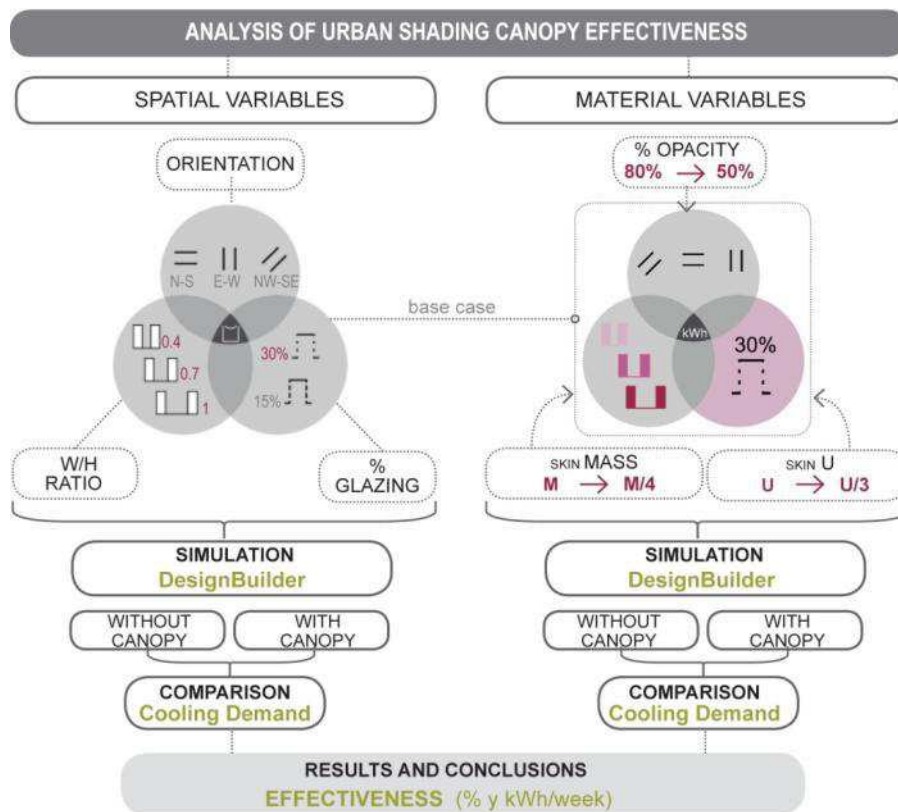 ANALYSIS OF URBAN SHADING CANOPY EFFECTIVENESS
SPATIAL VARIABLES
MATERIAL VARIABLES
ORIENTATION
% OPACITY
80% → 50%
N-S E-W NW-SE
base case
0.4
0.7
1
30%
15%
kWh
30%
W/H
RATIO
%
GLAZING
SKIN MASS
M → M/4
SKIN U
U → U/3
SIMULATION
DesignBuilder
SIMULATION
DesignBuilder
WITHOUT
CANOPY
WITH
CANOPY
WITHOUT
CANOPY
WITH
CANOPY
COMPARISON
Cooling Demand
COMPARISON
Cooling Demand
RESULTS AND CONCLUSIONS
EFFECTIVENESS (% y kWh/week)